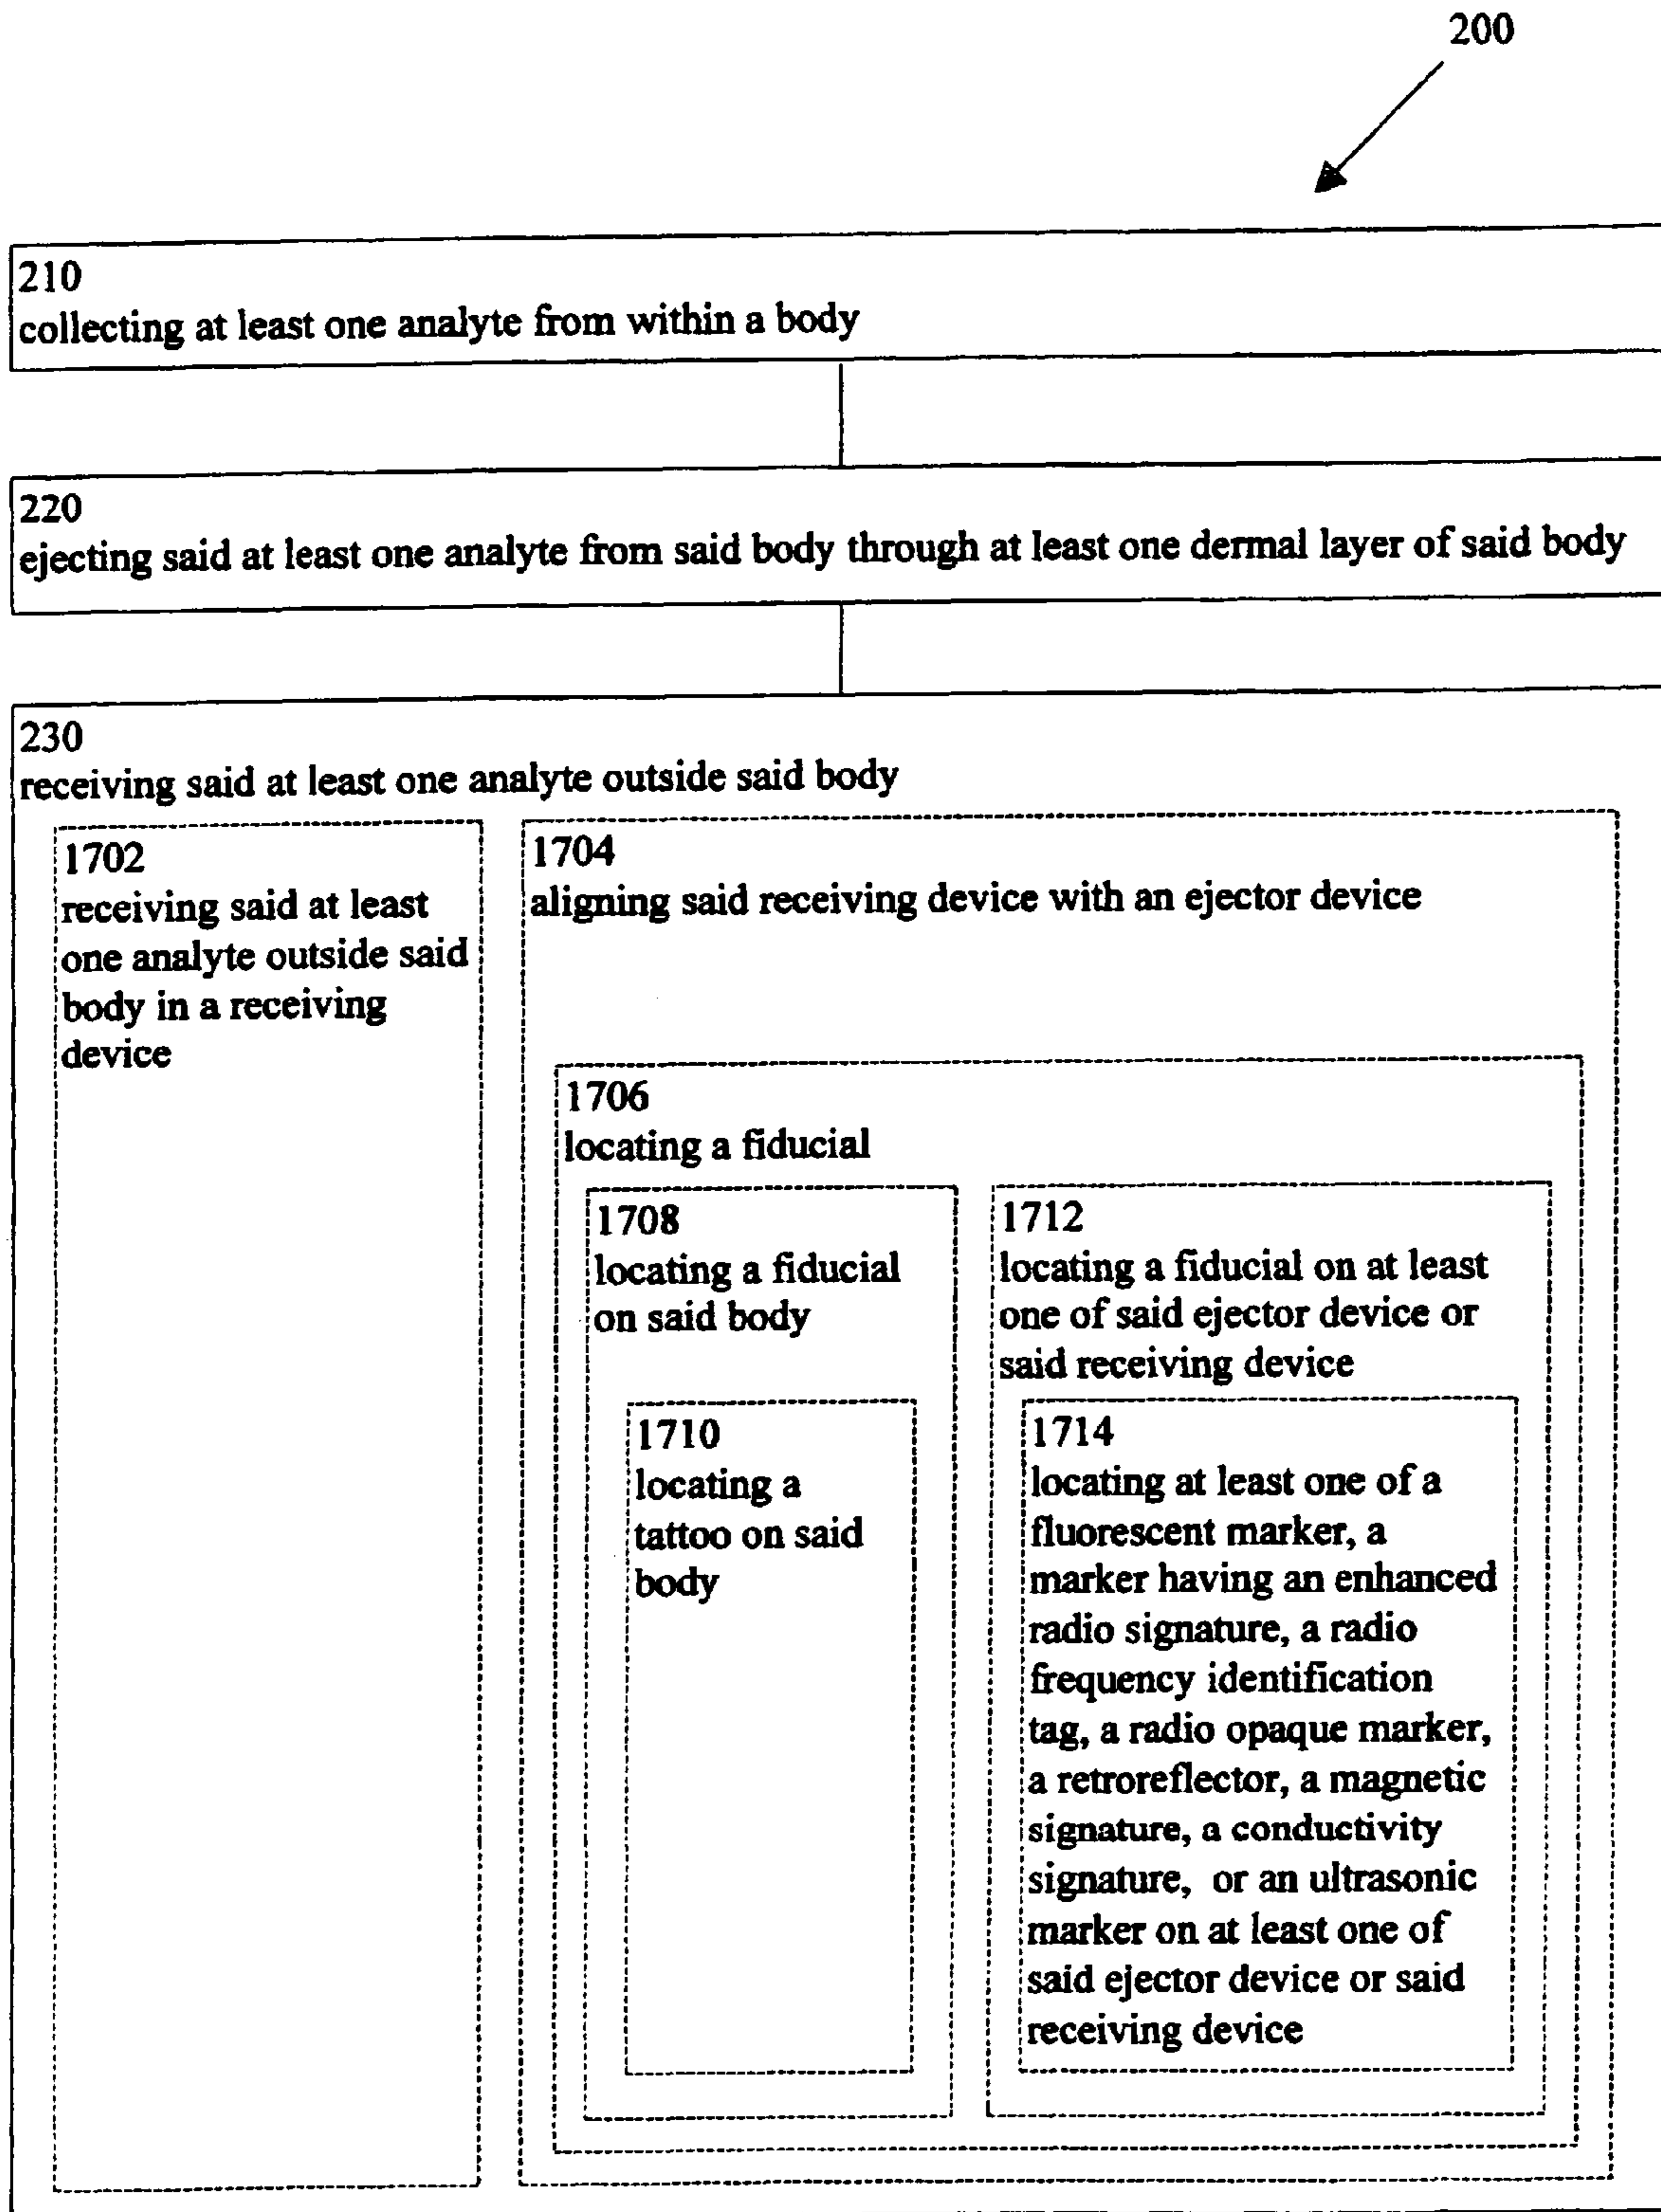 200
210
collecting at least one analyte from within a body
220
ejecting said at least one analyte from said body through at least one dermal layer of said body
230
receiving said at least one analyte outside said body
1702
receiving said at least
one analyte outside said
body in a receiving
device
1704
aligning said receiving device with an ejector device
1706
locating a fiducial
1708
locating a fiducial
on said body
1710
locating a
tattoo on said
body
1712
locating a fiducial on at least
one of said ejector device or
said receiving device
1714
locating at least one of a
fluorescent marker, a
marker having an enhanced
radio signature, a radio
frequency identification
tag, a radio opaque marker,
a retroreflector, a magnetic
signature, a conductivity
signature, or an ultrasonic
marker on at least one of
said ejector device or said
receiving device